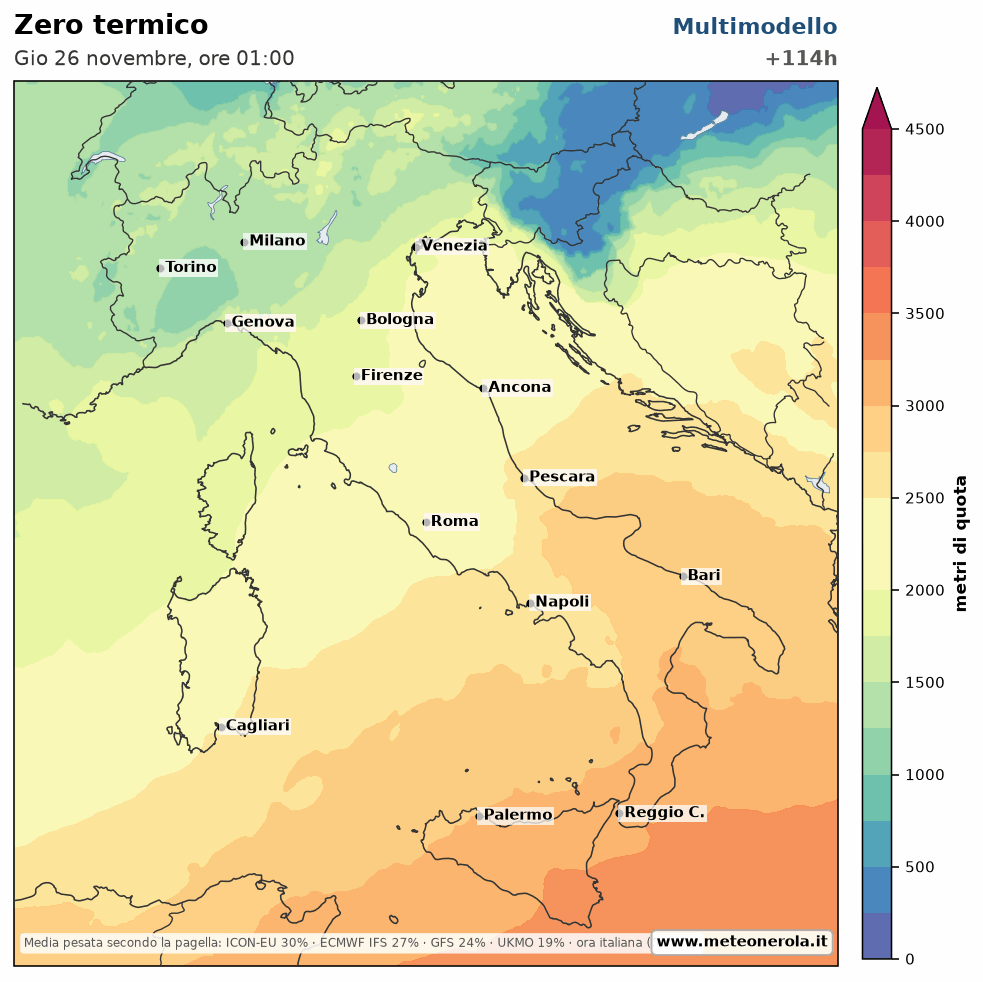 Zero termico
Multimodello
Gio 26 novembre, ore 01:00
+114h
Milano
Venezia
Torino
Genova
Bologna
Firenze
Ancona
Pescara
Roma
Bari
Napoli
Cagliari
Palermo
Reggio C.
4500
4000
3500
3000
2500
2000
1500
1000
500
0
metri di quota
Media pesata secondo la pagella: ICON-EU 30% · ECMWF IFS 27% · GFS 24% · UKMO 19% · ora italiana (
www.meteonerola.it